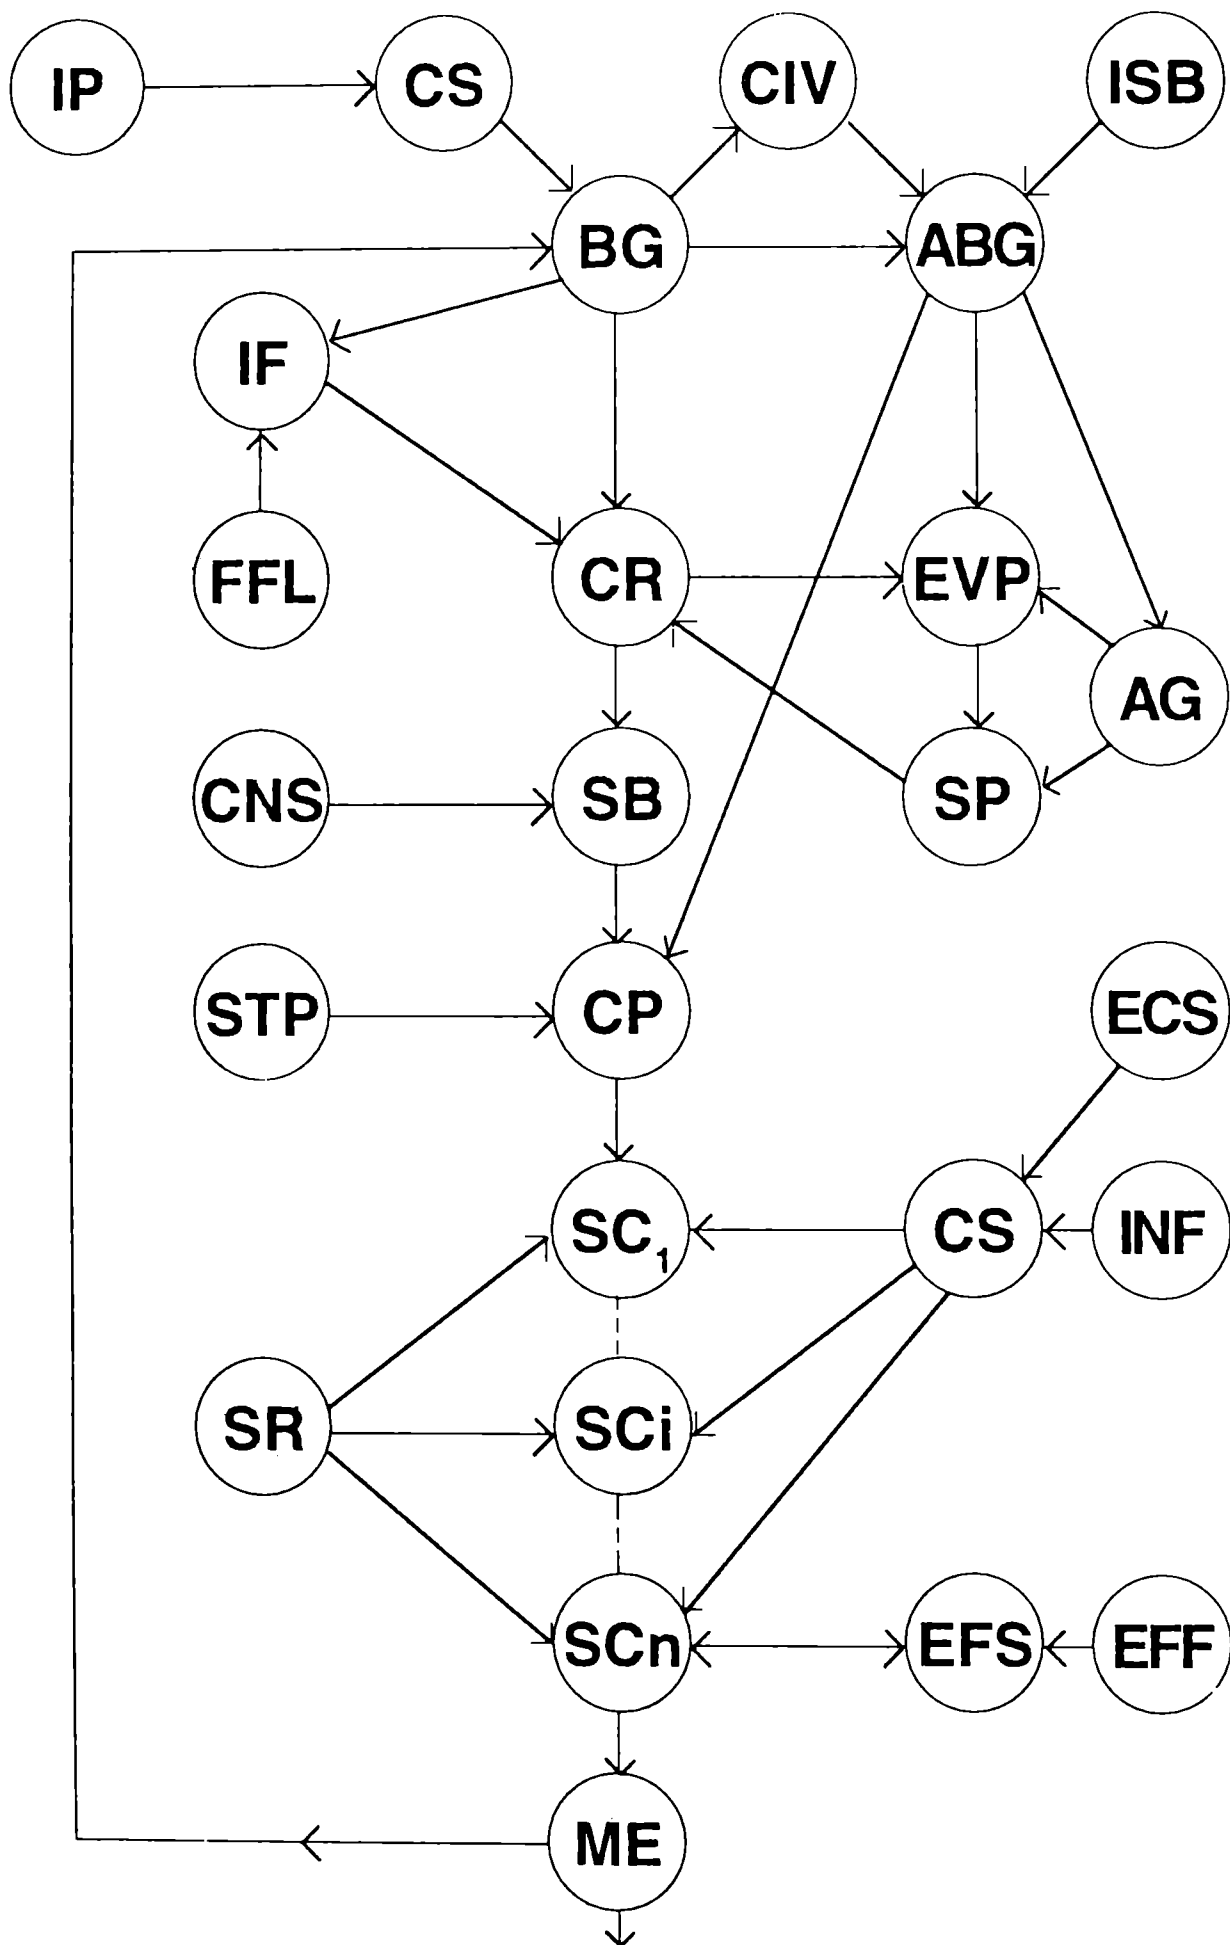 IP
CS
CIV
ISB
BG
ABG
IF
FFL
CR
EVP
AG
CNS
SB
SP
STP
CP
ECS
SC₁
CS
INF
SR
SCi
SCn
EFS
EFF
ME